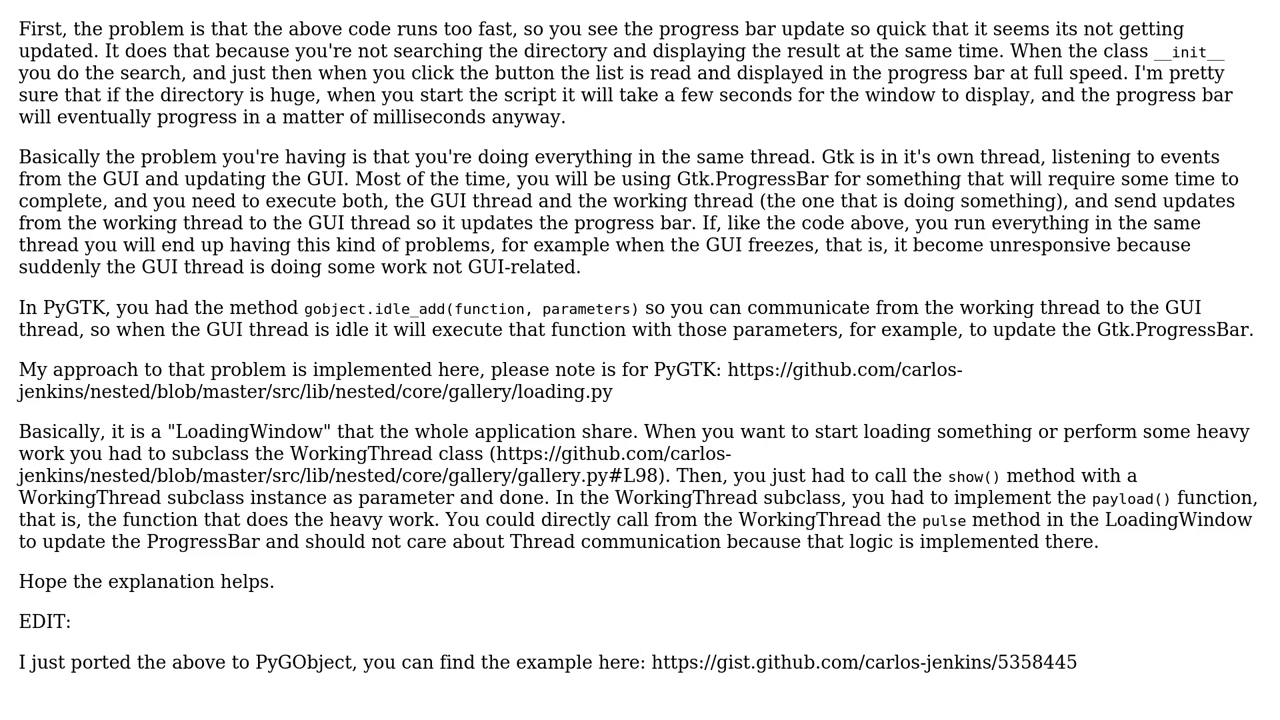 First, the problem is that the above code runs too fast, so you see the progress bar update so quick that it seems its not getting
updated. It does that because you're not searching the directory and displaying the result at the same time. When the class __init__
you do the search, and just then when you click the button the list is read and displayed in the progress bar at full speed. I'm pretty
sure that if the directory is huge, when you start the script it will take a few seconds for the window to display, and the progress bar
will eventually progress in a matter of milliseconds anyway.
Basically the problem you're having is that you're doing everything in the same thread. Gtk is in it's own thread, listening to events
from the GUI and updating the GUI. Most of the time, you will be using Gtk.ProgressBar for something that will require some time to
complete, and you need to execute both, the GUI thread and the working thread (the one that is doing something), and send updates
from the working thread to the GUI thread so it updates the progress bar. If, like the code above, you run everything in the same
thread you will end up having this kind of problems, for example when the GUI freezes, that is, it become unresponsive because
suddenly the GUI thread is doing some work not GUI-related.
In PyGTK, you had the method gobject.idle_add(function, parameters) so you can communicate from the working thread to the GUI
thread, so when the GUI thread is idle it will execute that function with those parameters, for example, to update the Gtk.ProgressBar.
My approach to that problem is implemented here, please note is for PyGTK: https://github.com/carlos-
jenkins/nested/blob/master/src/lib/nested/core/gallery/loading.py
Basically, it is a "LoadingWindow" that the whole application share. When you want to start loading something or perform some heavy
work you had to subclass the WorkingThread class (https://github.com/carlos-
jenkins/nested/blob/master/src/lib/nested/core/gallery/gallery.py#L98). Then, you just had to call the show() method with a
WorkingThread subclass instance as parameter and done. In the WorkingThread subclass, you had to implement the payload() function,
that is, the function that does the heavy work. You could directly call from the WorkingThread the pulse method in the LoadingWindow
to update the ProgressBar and should not care about Thread communication because that logic is implemented there.
Hope the explanation helps.
EDIT:
I just ported the above to PyGObject, you can find the example here: https://gist.github.com/carlos-jenkins/5358445